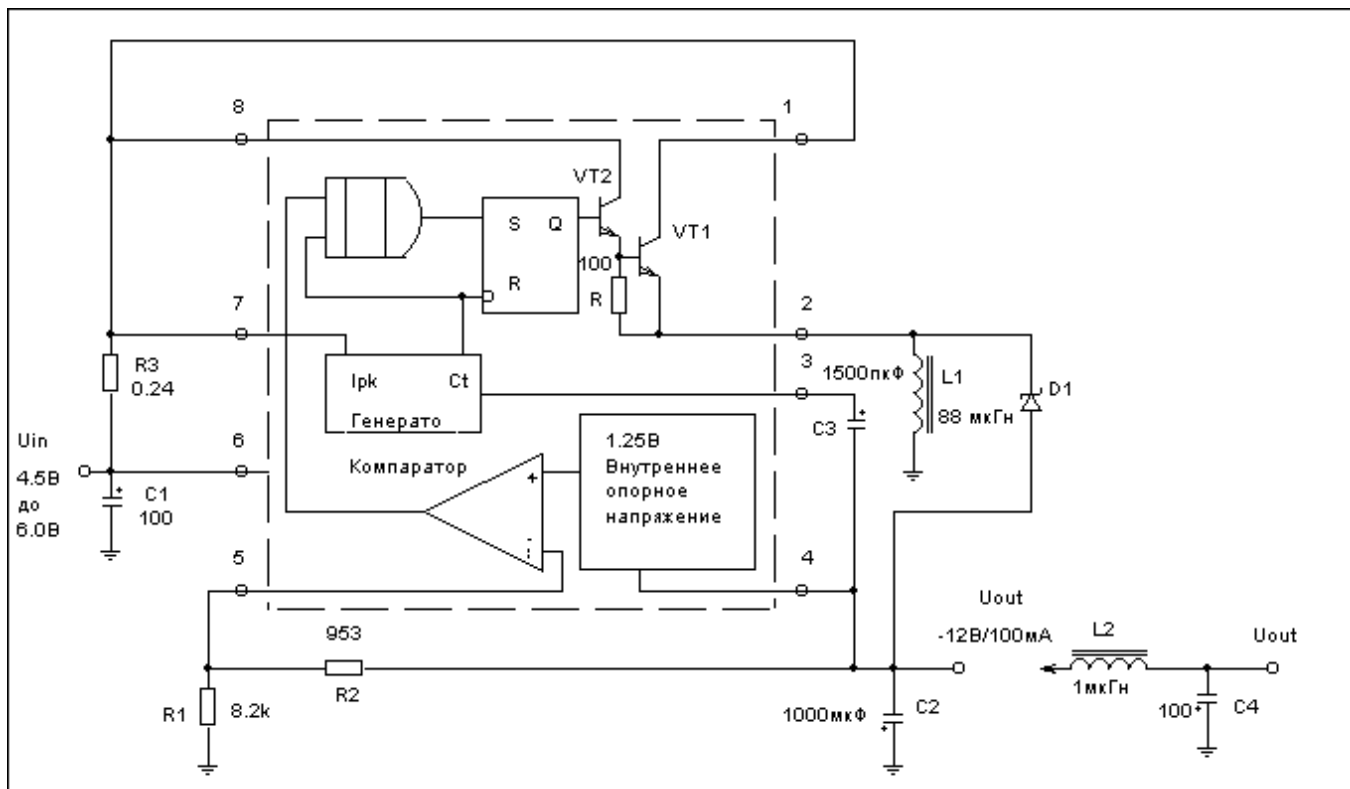 8
1
VT2
S Q
VT1
100
R
R
7
2
R3
0.24
Ipk Ct
Генерато
3
1500пкФ
L1
88 мкГн
D1
C3
Uin
4.5В
до
6.0В
6
C1
100
Компаратор
1.25В
Внутреннее
опорное
напряжение
5
4
953
R2
Uout
-12В/100мА
L2
Uout
1мкГн
R1
8.2k
1000мкФ
C2
100
C4